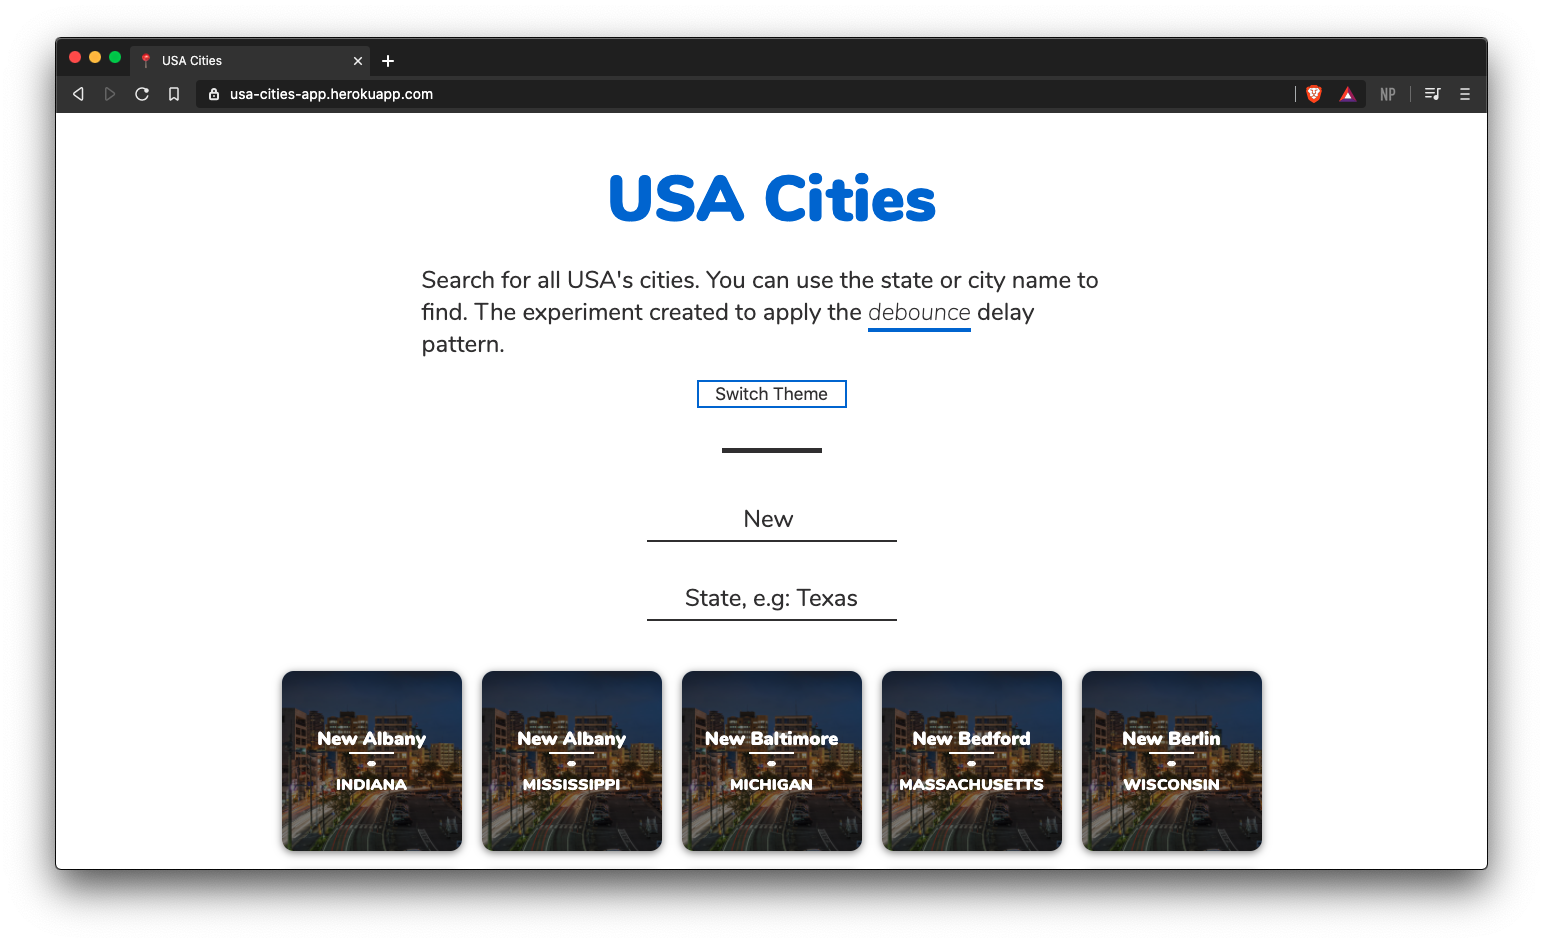 USA Cities
usa-cities-app.herokuapp.com
NP
USA Cities
Search for all USA's cities. You can use the state or city name to
find. The experiment created to apply the debounce delay
pattern.
Switch Theme
New
State, e.g: Texas
New Albany
INDIANA
New Albany
MISSISSIPPI
New Baltimore
MICHIGAN
New Bedford
MASSACHUSETTS
New Berlin
WISCONSIN